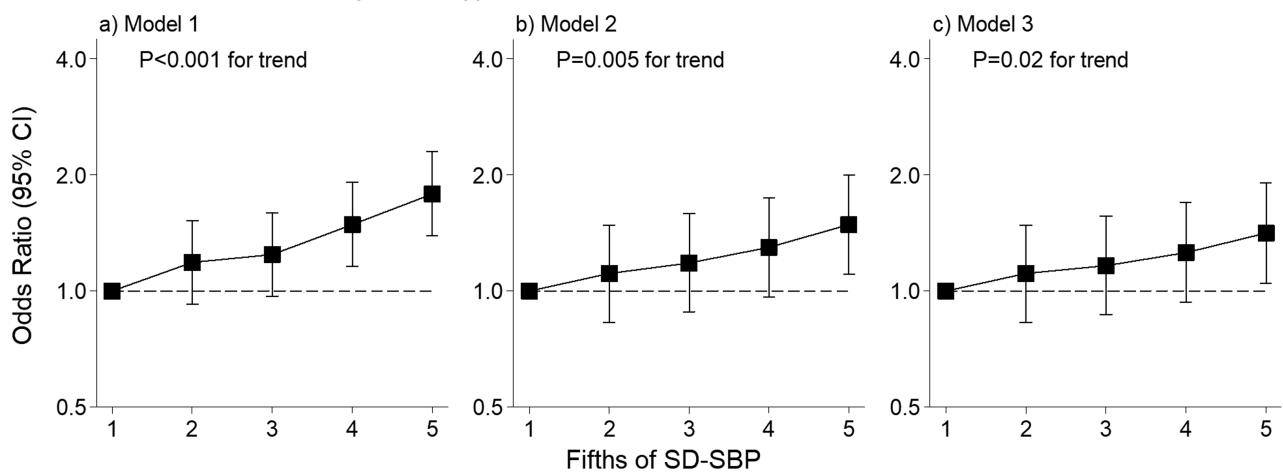 a) Model 1
P<0.001 for trend
b) Model 2
P=0.005 for trend
c) Model 3
P=0.02 for trend
Odds Ratio (95% CI)
4.0
2.0
1.0
0.5
1 2 3 4 5
4.0
2.0
1.0
0.5
1 2 3 4 5
4.0
2.0
1.0
0.5
1 2 3 4 5
Fifths of SD-SBP